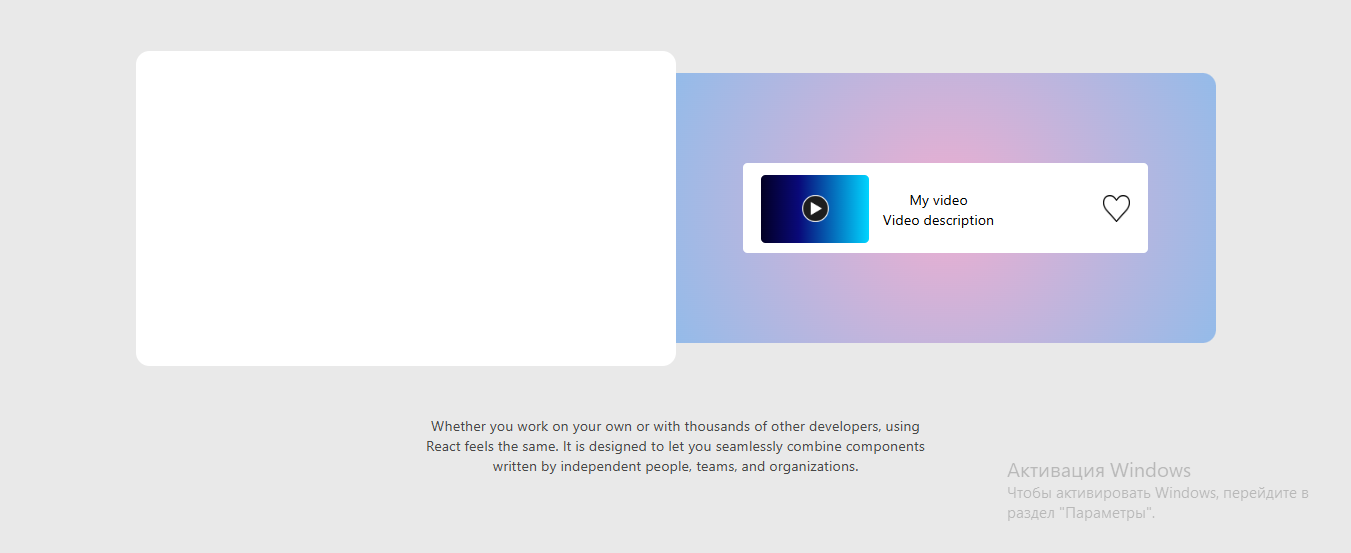 My video
Video description
Whether you work on your own or with thousands of other developers, using
React feels the same. It is designed to let you seamlessly combine components
written by independent people, teams, and organizations.
Активация Windows
Чтобы активировать Windows, перейдите в
раздел "Параметры".